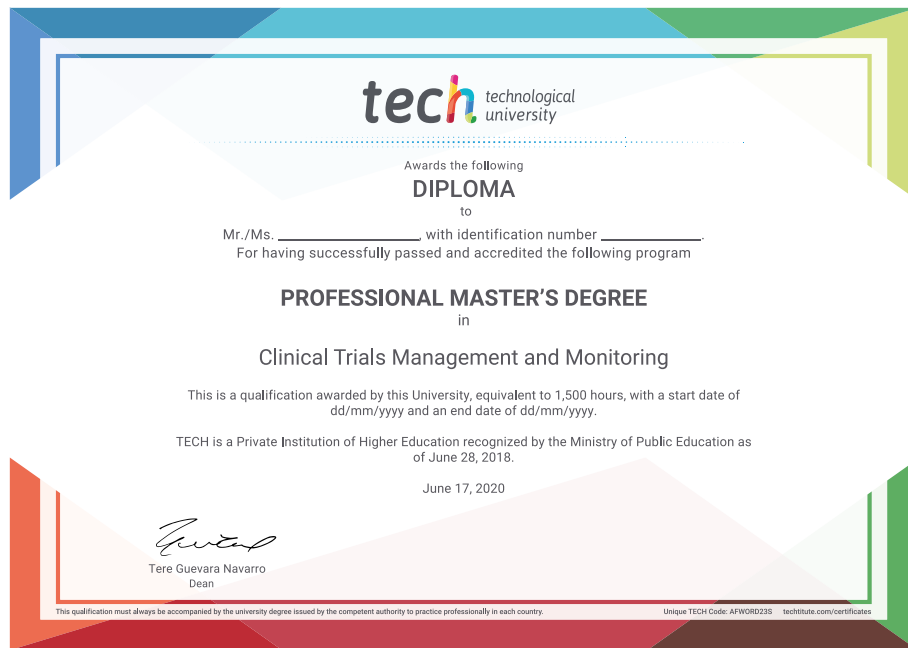 tech technological
university
Awards the following
DIPLOMA
to
Mr./Ms. ____________________, with identification number ______________.
For having successfully passed and accredited the following program
PROFESSIONAL MASTER'S DEGREE
in
Clinical Trials Management and Monitoring
This is a qualification awarded by this University, equivalent to 1,500 hours, with a start date of
dd/mm/yyyy and an end date of dd/mm/yyyy.
TECH is a Private Institution of Higher Education recognized by the Ministry of Public Education as
of June 28, 2018.
June 17, 2020
Tere Guevara Navarro
Dean
This qualification must always be accompanied by the university degree issued by the competent authority to practice professionally in each country. Unique TECH Code: AFWORD23S techtitute.com/certificates